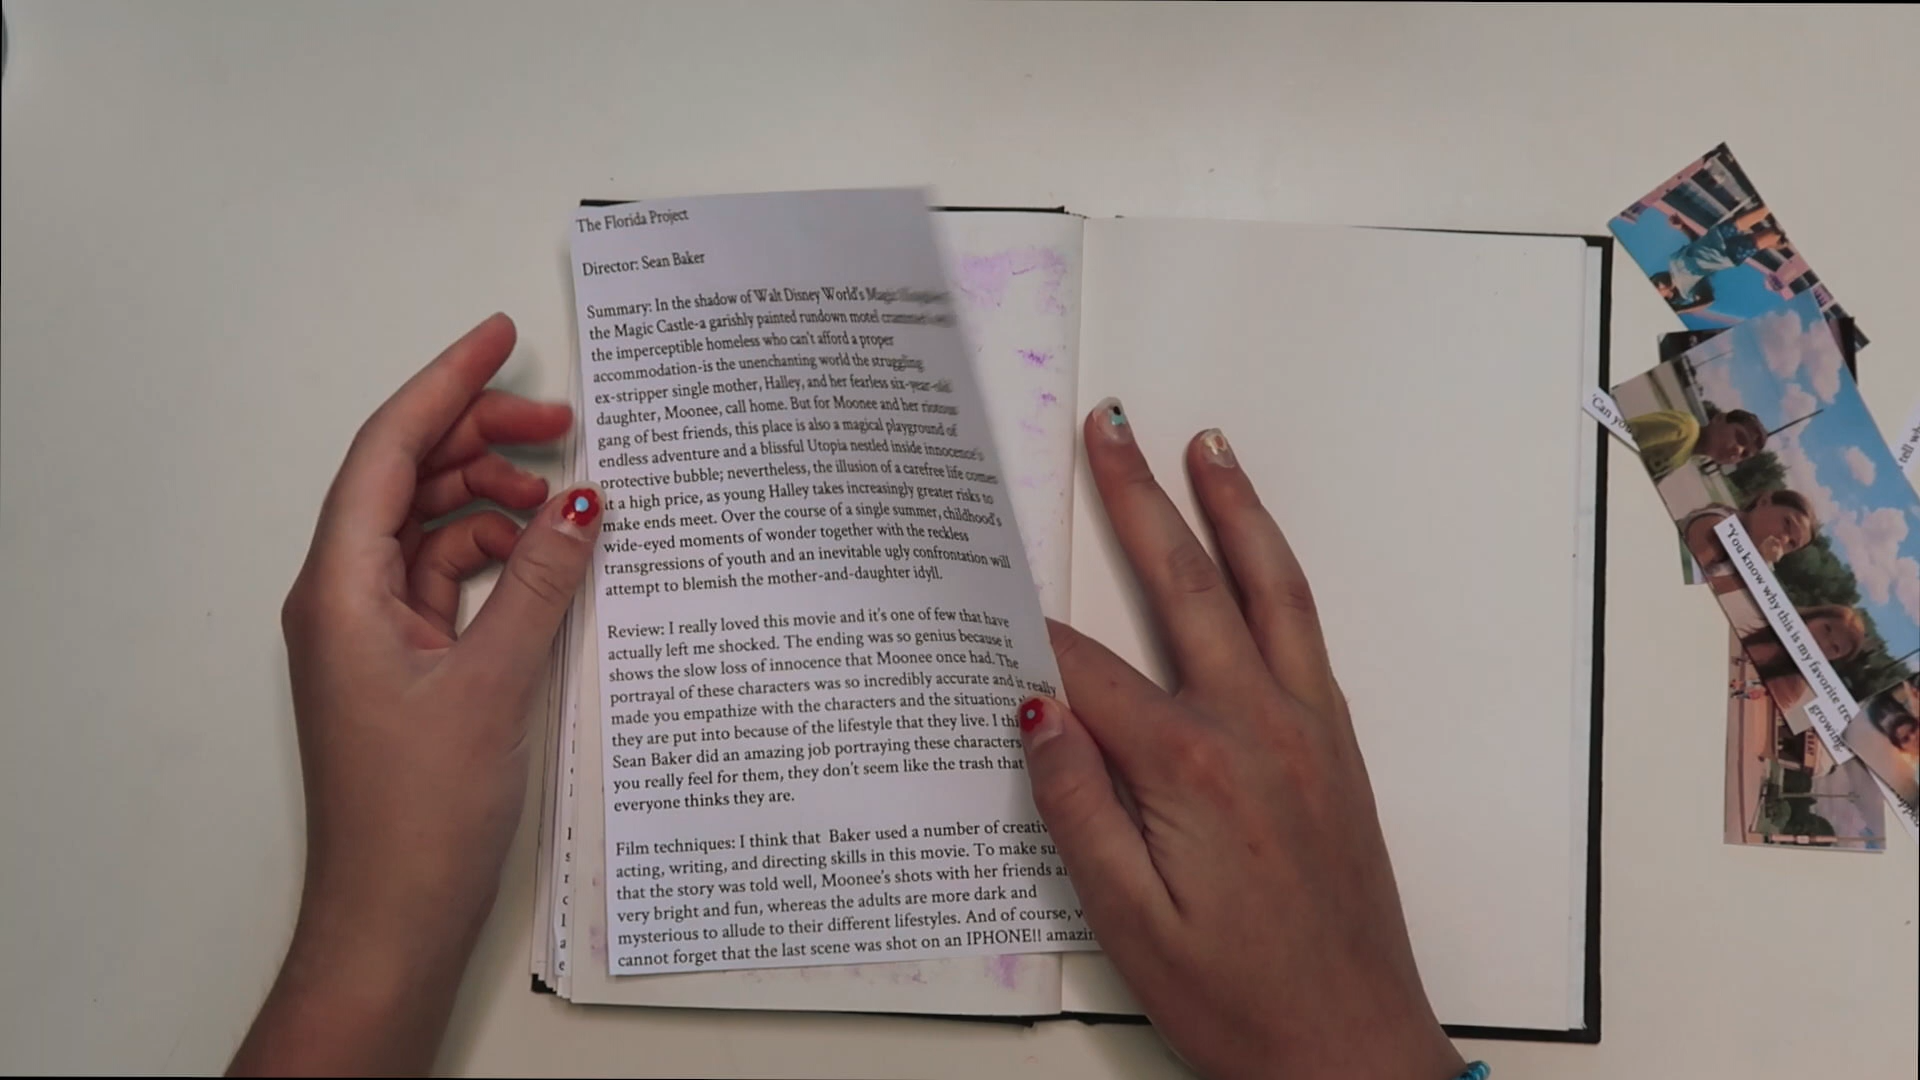 The Florida Project
Director: Sean Baker
Summary: In the shadow of Walt Disney World's Magic
the Magic Castle-a garishly painted rundown motel
the imperceptible homeless who can't afford a proper
accommodation-is the unenchanting world the struggling
ex-stripper single mother, Halley, and her fearless six-year-old
daughter, Moonee, call home. But for Moonee and her riotous
gang of best friends, this place is also a magical playground of
endless adventure and a blissful Utopia nestled inside innocence's
protective bubble; nevertheless, the illusion of a carefree life comes
at a high price, as young Halley takes increasingly greater risks to
make ends meet. Over the course of a single summer, childhood's
wide-eyed moments of wonder together with the reckless
transgressions of youth and an inevitable ugly confrontation will
attempt to blemish the mother-and-daughter idyll.
Review: I really loved this movie and it's one of few that have
actually left me shocked. The ending was so genius because it
shows the slow loss of innocence that Moonee once had. The
portrayal of these characters was so incredibly accurate and it really
made you empathize with the characters and the situations
they are put into because of the lifestyle that they live. I
Sean Baker did an amazing job portraying these characters
you really feel for them, they don't seem like the trash that
everyone thinks they are.
Film techniques: I think that Baker used a number of
acting, writing, and directing skills in this movie. To make
that the story was told well, Moonee's shots with her friends
very bright and fun, whereas the adults are more dark and
mysterious to allude to their different lifestyles. And of course,
cannot forget that the last scene was shot on an IPHONE!!
'Can you
"You know why this is my favorite
growing
tell